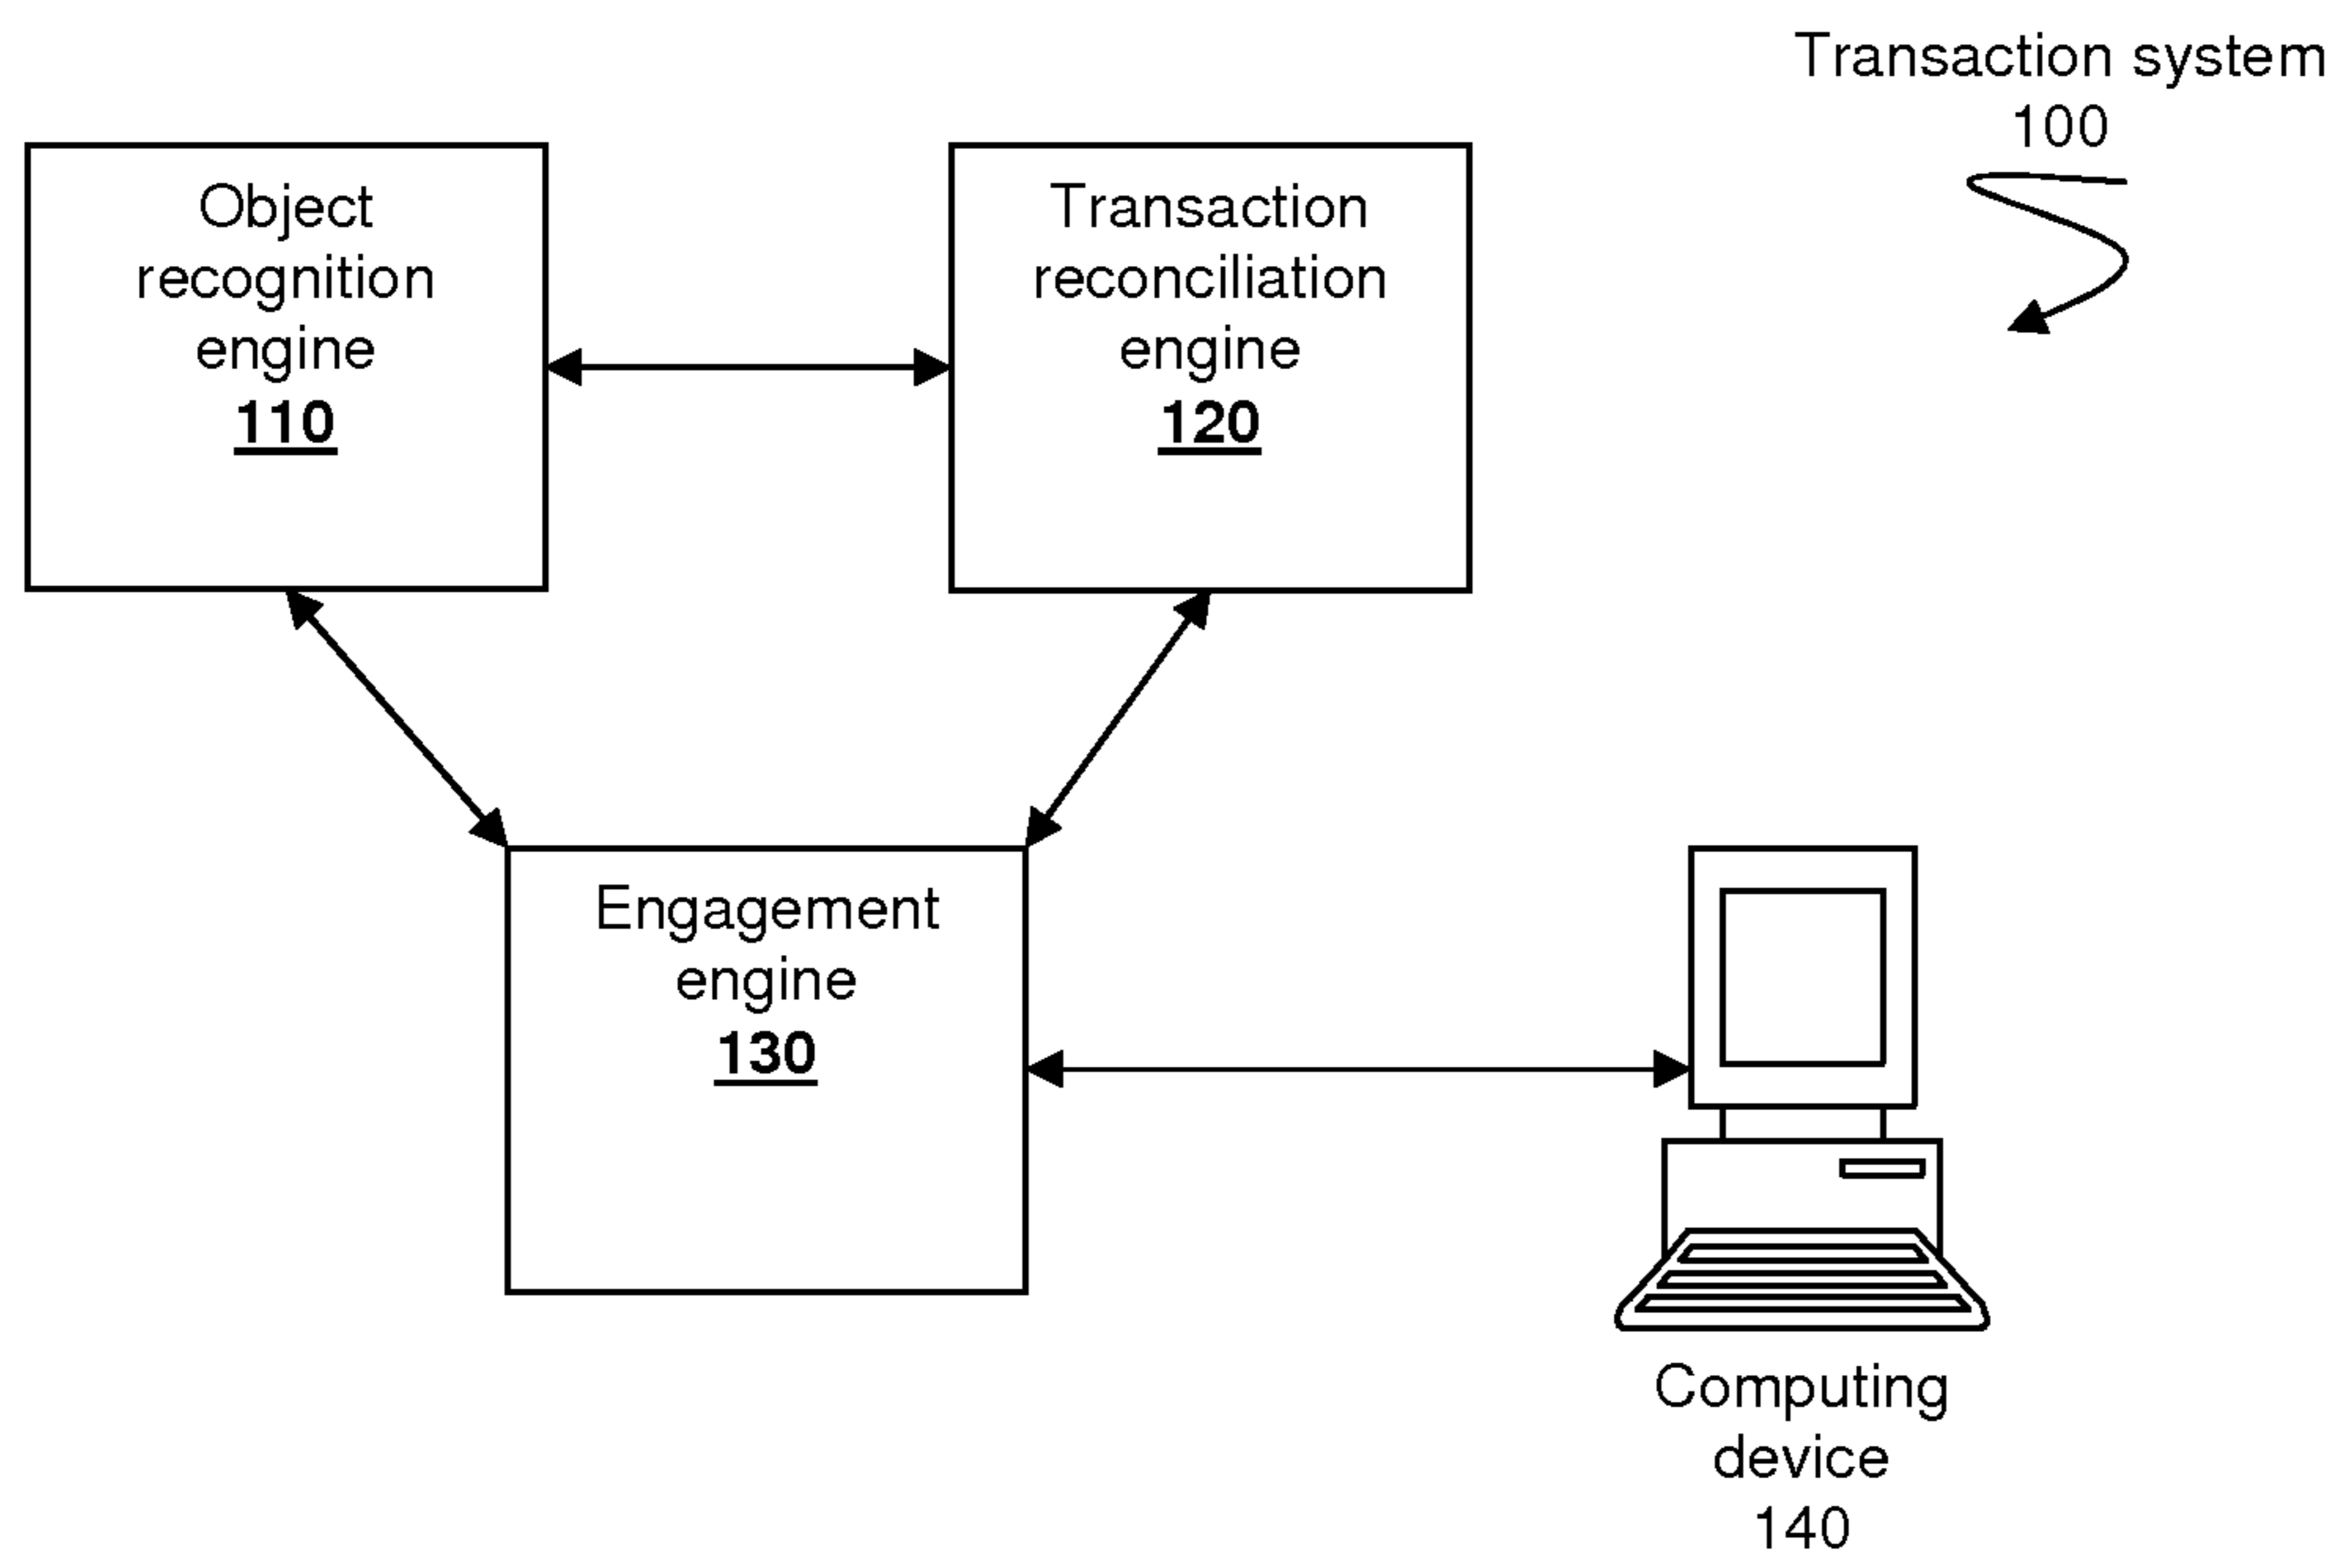 Transaction system
100
Object
recognition
engine
110
Transaction
reconciliation
engine
120
Engagement
engine
130
Computing
device
140